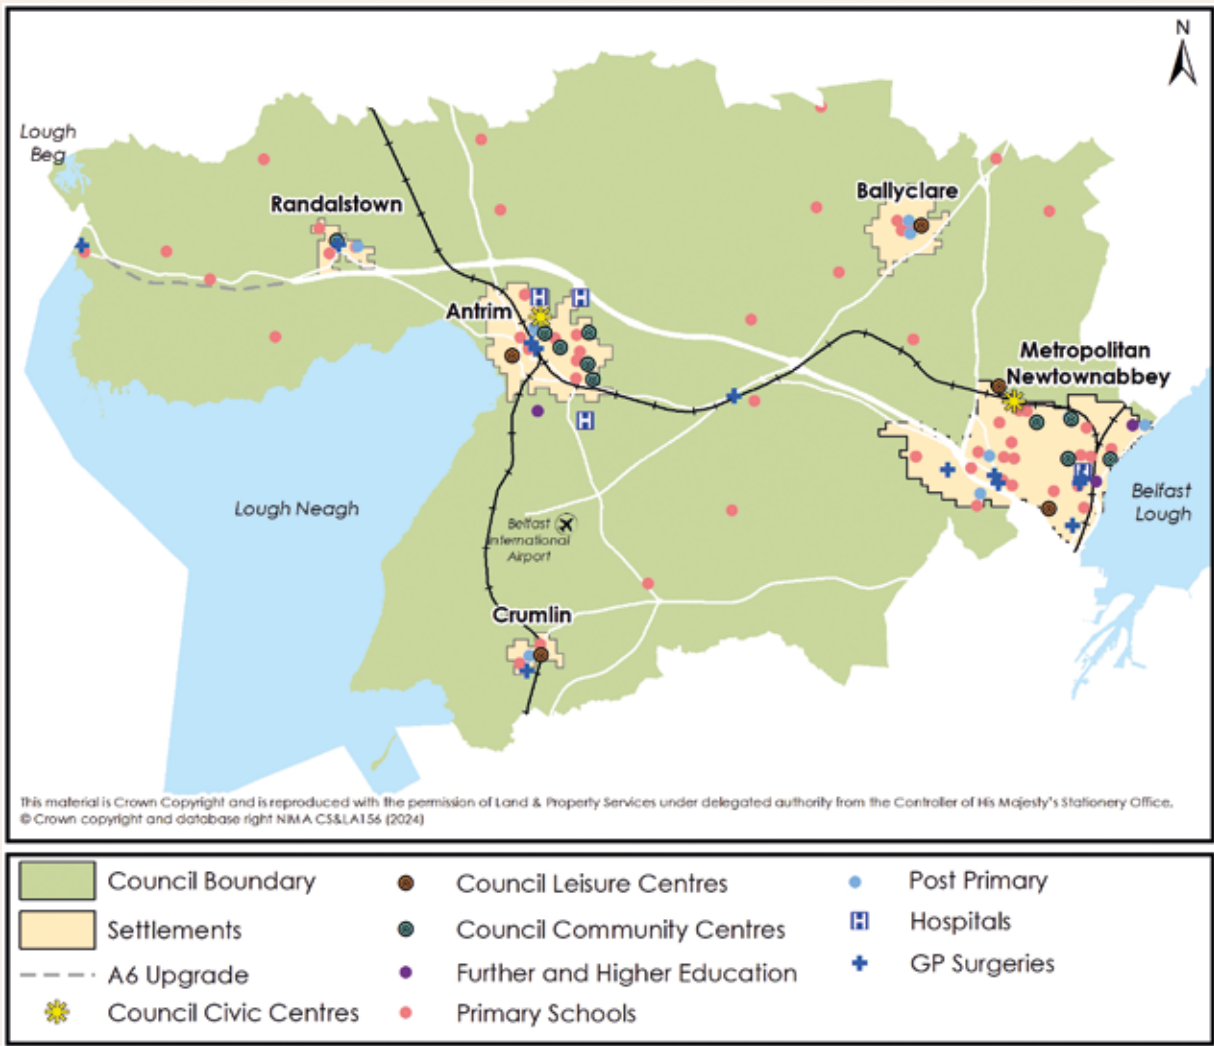 N
Lough
Beg
Randalstown
Ballyclare
Antrim
Metropolitan
Newtownabbey
Lough Neagh
Belfast
Lough
Belfast
International
Airport
Crumlin
H
H
H
H
This material is Crown Copyright and is reproduced with the permission of Land & Property Services under delegated authority from the Controller of His Majesty's Stationery Office,
© Crown copyright and database right NIMA CS&LA156 (2024)
Council Boundary
Settlements
A6 Upgrade
Council Civic Centres
Council Leisure Centres
Council Community Centres
Further and Higher Education
Primary Schools
Post Primary
H Hospitals
GP Surgeries